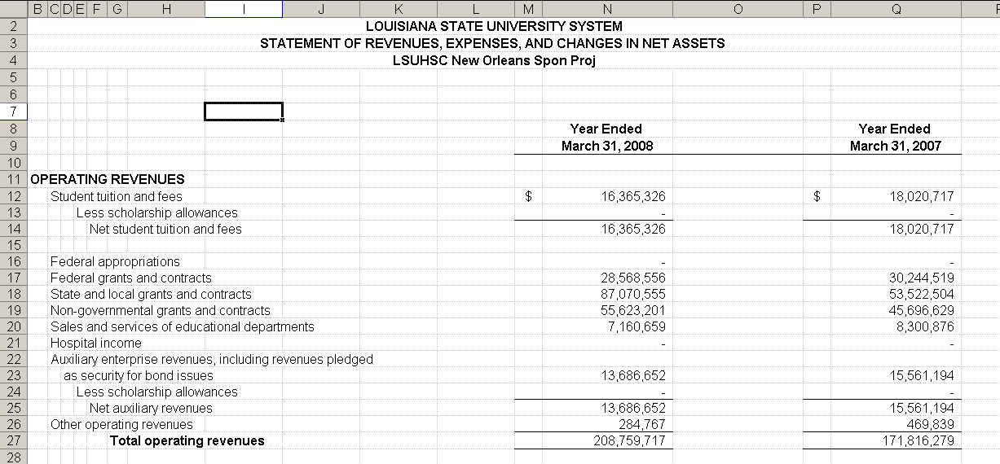 B C D E F G H I J K L M N O P Q
2 LOUISIANA STATE UNIVERSITY SYSTEM
3 STATEMENT OF REVENUES, EXPENSES, AND CHANGES IN NET ASSETS
4 LSUHSC New Orleans Spon Proj
5
6
7
8 Year Ended Year Ended
9 March 31, 2008 March 31, 2007
10
11 OPERATING REVENUES
12 Student tuition and fees $ 16,365,326 $ 18,020,717
13 Less scholarship allowances - -
14 Net student tuition and fees 16,365,326 18,020,717
15
16 Federal appropriations - -
17 Federal grants and contracts 28,568,556 30,244,519
18 State and local grants and contracts 87,070,555 53,522,504
19 Non-governmental grants and contracts 55,623,201 45,696,629
20 Sales and services of educational departments 7,160,659 8,300,876
21 Hospital income - -
22 Auxiliary enterprise revenues, including revenues pledged
23 as security for bond issues 13,686,652 15,561,194
24 Less scholarship allowances - -
25 Net auxiliary revenues 13,686,652 15,561,194
26 Other operating revenues 284,767 469,839
27 Total operating revenues 208,759,717 171,816,279
28